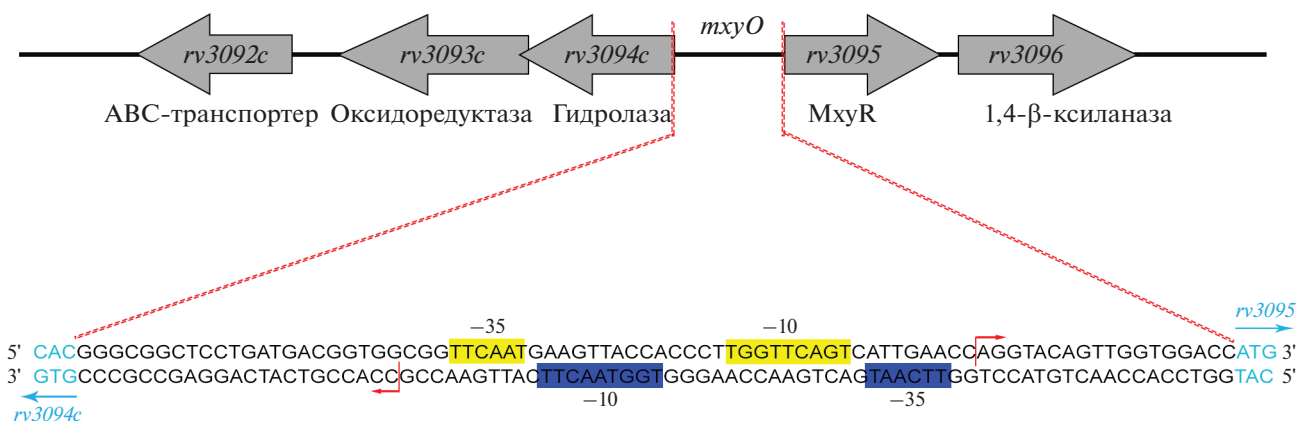 mxyO
rv3092c rv3093c rv3094c rv3095 rv3096
АВС-транспортер Оксидоредуктаза Гидролаза MxyR 1,4-β-ксиланаза
−35 −10 rv3095
5' CACGGGCGGCTCCTGATGACGGTGGCGGTTCAATGAAGTTACCACCCTTGGTTCAGTCATTGAACCAGGTACAGTTGGTGGACCATG 3'
3' GTGCCCGCCGAGGACTACTGCCACCGCCAAGTTACTTCAATGGTGGGAACCAAGTCAGTAACTTGGTCCATGTCAACCACCTGGTAC 5'
rv3094c −10 −35